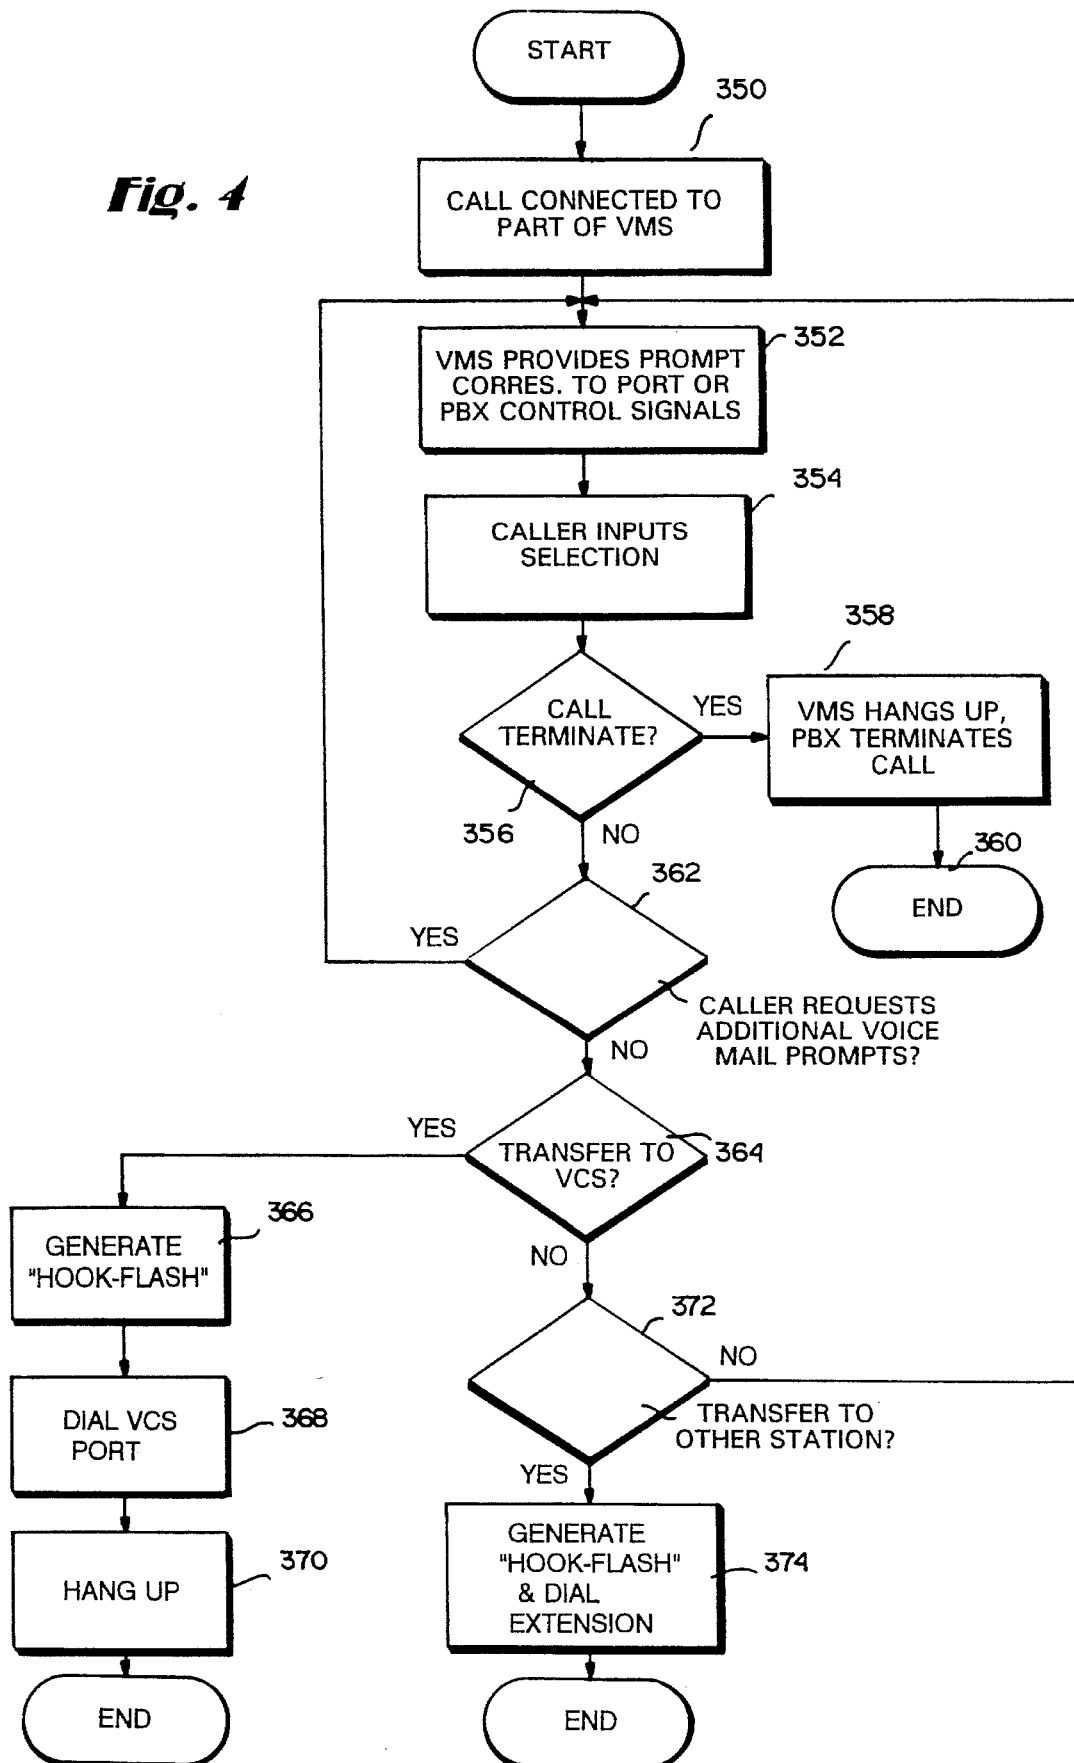 START
350
Fig. 4
CALL CONNECTED TO
PART OF VMS
352
VMS PROVIDES PROMPT
CORRES. TO PORT OR
PBX CONTROL SIGNALS
354
CALLER INPUTS
SELECTION
358
CALL
TERMINATE?
YES
VMS HANGS UP,
PBX TERMINATES
CALL
356
NO
360
END
362
YES
CALLER REQUESTS
ADDITIONAL VOICE
MAIL PROMPTS?
NO
YES
TRANSFER TO
VCS?
364
366
GENERATE
"HOOK-FLASH"
NO
372
NO
368
DIAL VCS
PORT
TRANSFER TO
OTHER STATION?
YES
370
HANG UP
GENERATE
"HOOK-FLASH"
& DIAL
EXTENSION
374
END
END